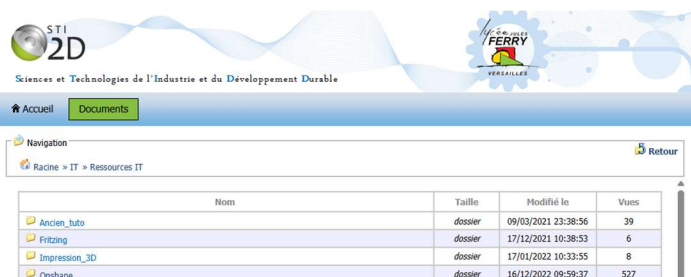 STI
2D
Sciences et Technologies de l'Industrie et du Développement Durable
lycée JULES
FERRY
VERSAILLES
Accueil Documents
Navigation
Retour
Racine » IT » Ressources IT
Nom Taille Modifié le Vues
Ancien_tuto dossier 09/03/2021 23:38:56 39
Fritzing dossier 17/12/2021 10:38:53 6
Impression_3D dossier 17/01/2022 10:33:55 8
Onshape dossier 16/12/2022 09:59:37 527